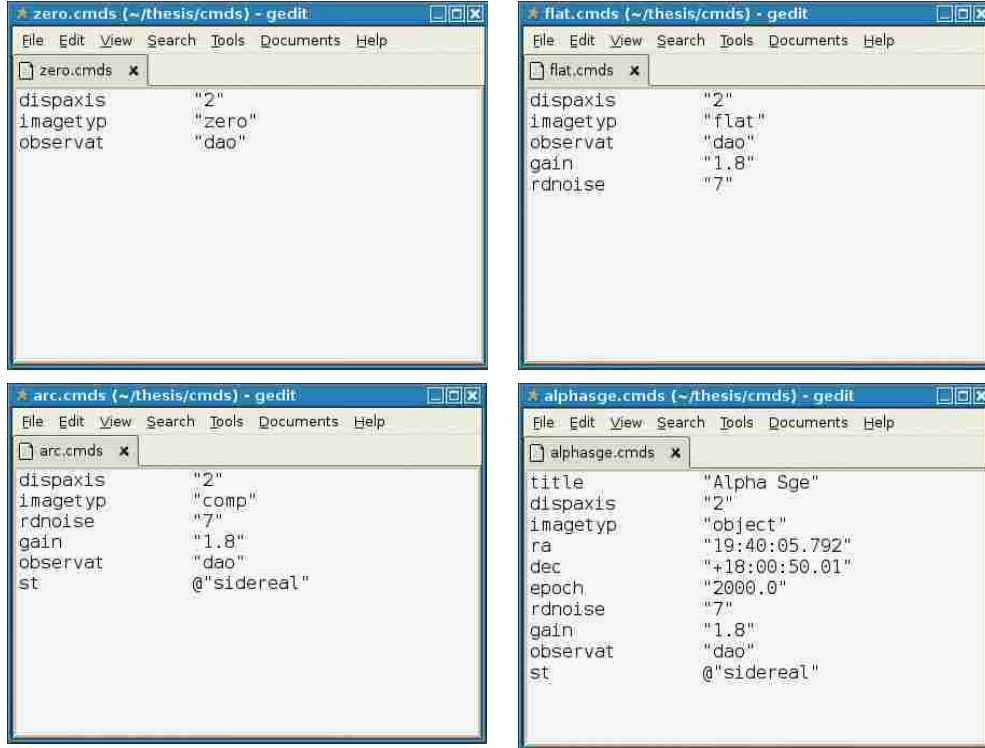 zero.cmds (~/thesis/cmds) - gedit
File Edit View Search Tools Documents Help
zero.cmds
dispaxis "2"
imagetyp "zero"
observat "dao"
flat.cmds (~/thesis/cmds) - gedit
File Edit View Search Tools Documents Help
flat.cmds
dispaxis "2"
imagetyp "flat"
observat "dao"
gain "1.8"
rdnoise "7"
arc.cmds (~/thesis/cmds) - gedit
File Edit View Search Tools Documents Help
arc.cmds
dispaxis "2"
imagetyp "comp"
rdnoise "7"
gain "1.8"
observat "dao"
st @"sidereal"
alphasge.cmds (~/thesis/cmds) - gedit
File Edit View Search Tools Documents Help
alphasge.cmds
title "Alpha Sge"
dispaxis "2"
imagetyp "object"
ra "19:40:05.792"
dec "+18:00:50.01"
epoch "2000.0"
rdnoise "7"
gain "1.8"
observat "dao"
st @"sidereal"